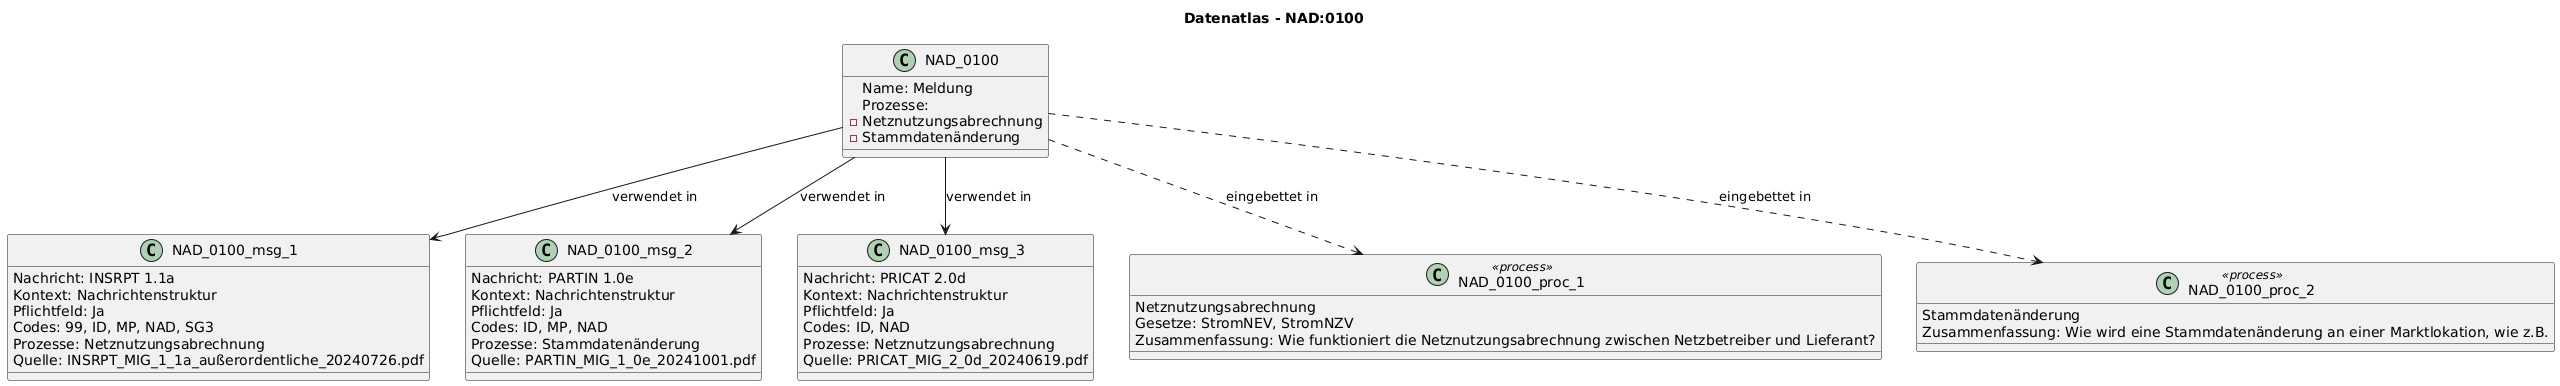 Datenatlas - NAD:0100
C NAD_0100
Name: Meldung
Prozesse:
Netznutzungsabrechnung
Stammdatenänderung
verwendet in
verwendet in
verwendet in
eingebettet in
eingebettet in
C NAD_0100_msg_1
Nachricht: INSRPT 1.1a
Kontext: Nachrichtenstruktur
Pflichtfeld: Ja
Codes: 99, ID, MP, NAD, SG3
Prozesse: Netznutzungsabrechnung
Quelle: INSRPT_MIG_1_1a_außerordentliche_20240726.pdf
C NAD_0100_msg_2
Nachricht: PARTIN 1.0e
Kontext: Nachrichtenstruktur
Pflichtfeld: Ja
Codes: ID, MP, NAD
Prozesse: Stammdatenänderung
Quelle: PARTIN_MIG_1_0e_20241001.pdf
C NAD_0100_msg_3
Nachricht: PRICAT 2.0d
Kontext: Nachrichtenstruktur
Pflichtfeld: Ja
Codes: ID, NAD
Prozesse: Netznutzungsabrechnung
Quelle: PRICAT_MIG_2_0d_20240619.pdf
«process»
C NAD_0100_proc_1
Netznutzungsabrechnung
Gesetze: StromNEV, StromNZV
Zusammenfassung: Wie funktioniert die Netznutzungsabrechnung zwischen Netzbetreiber und Lieferant?
«process»
C NAD_0100_proc_2
Stammdatenänderung
Zusammenfassung: Wie wird eine Stammdatenänderung an einer Marktlokation, wie z.B.